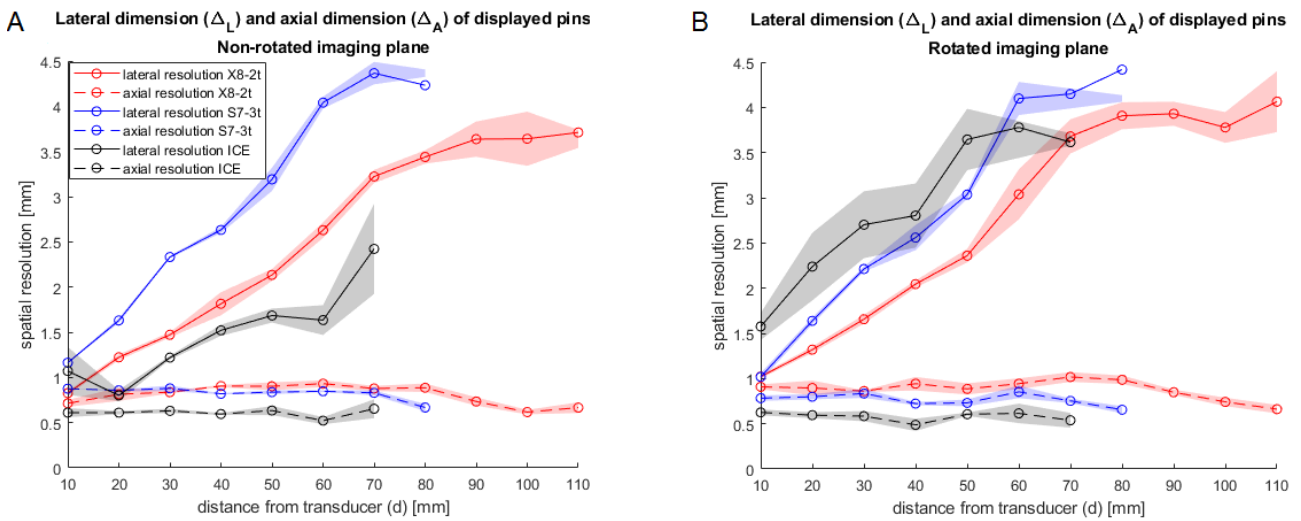 A
Lateral dimension (Δ_L) and axial dimension (Δ_A) of displayed pins
Non-rotated imaging plane
4.5
4
3.5
3
2.5
2
1.5
1
0.5
0
spatial resolution [mm]
lateral resolution X8-2t
axial resolution X8-2t
lateral resolution S7-3t
axial resolution S7-3t
lateral resolution ICE
axial resolution ICE
10 20 30 40 50 60 70 80 90 100 110
distance from transducer (d) [mm]
B
Lateral dimension (Δ_L) and axial dimension (Δ_A) of displayed pins
Rotated imaging plane
4.5
4
3.5
3
2.5
2
1.5
1
0.5
0
spatial resolution [mm]
10 20 30 40 50 60 70 80 90 100 110
distance from transducer (d) [mm]